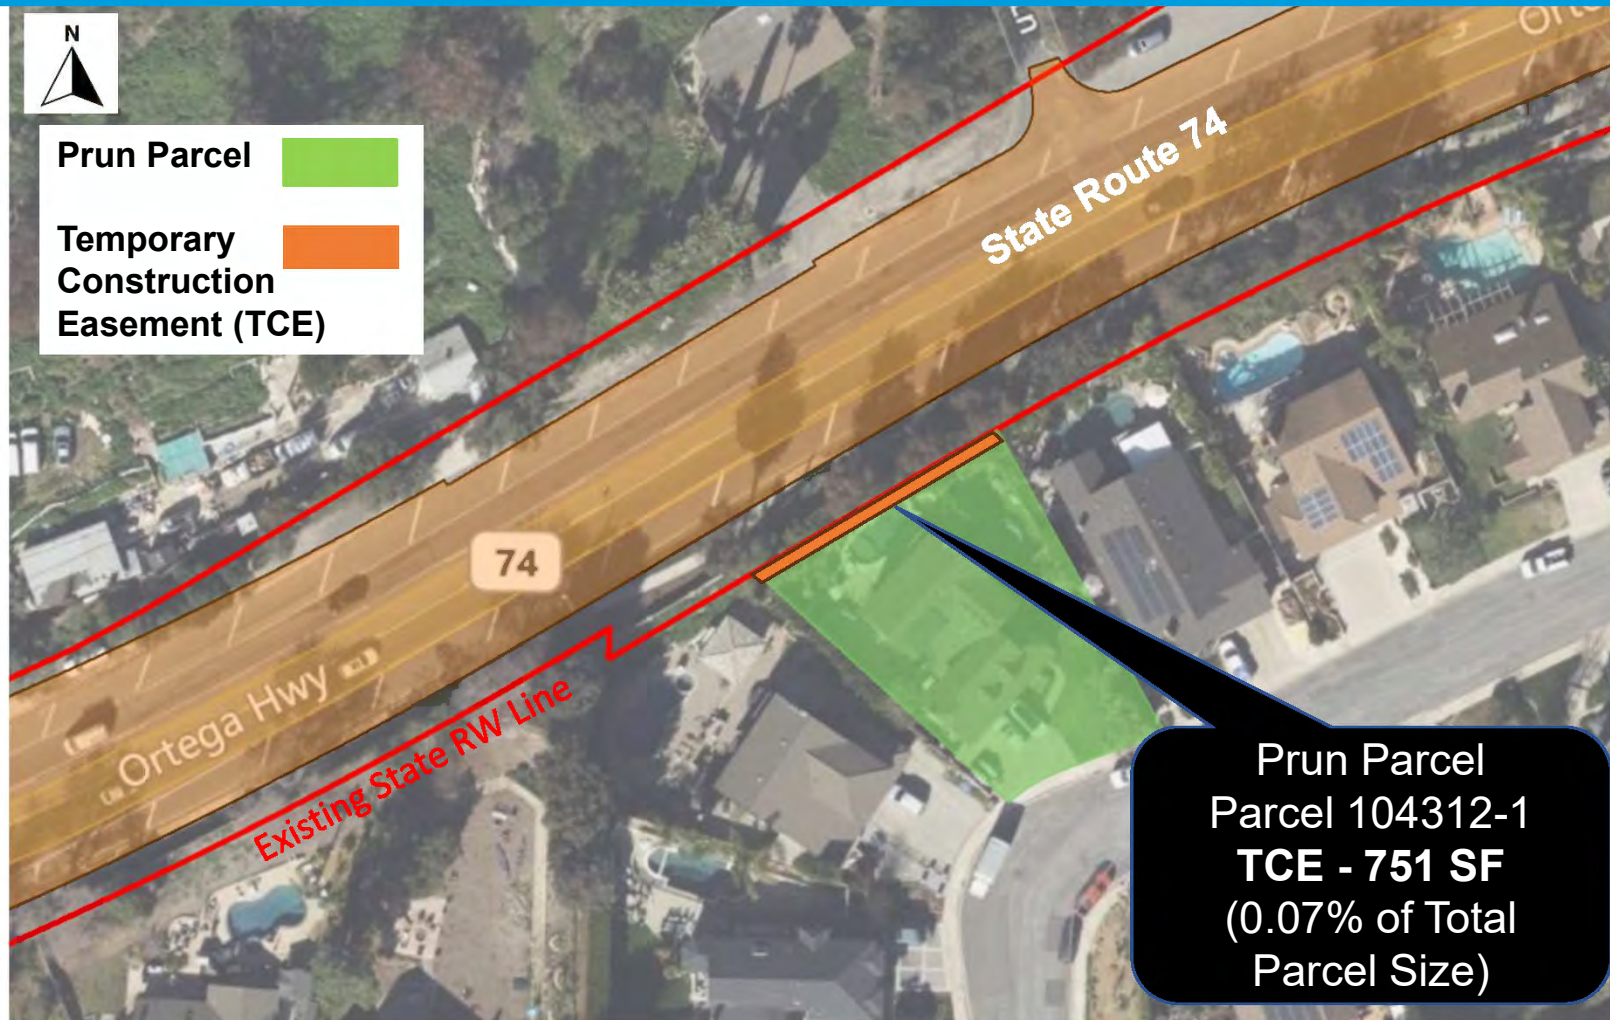 N
Prun Parcel
Temporary
Construction
Easement (TCE)
Ln
State Route 74
74
Ortega Hwy
Existing State RW Line
Prun Parcel
Parcel 104312-1
TCE - 751 SF
(0.07% of Total
Parcel Size)